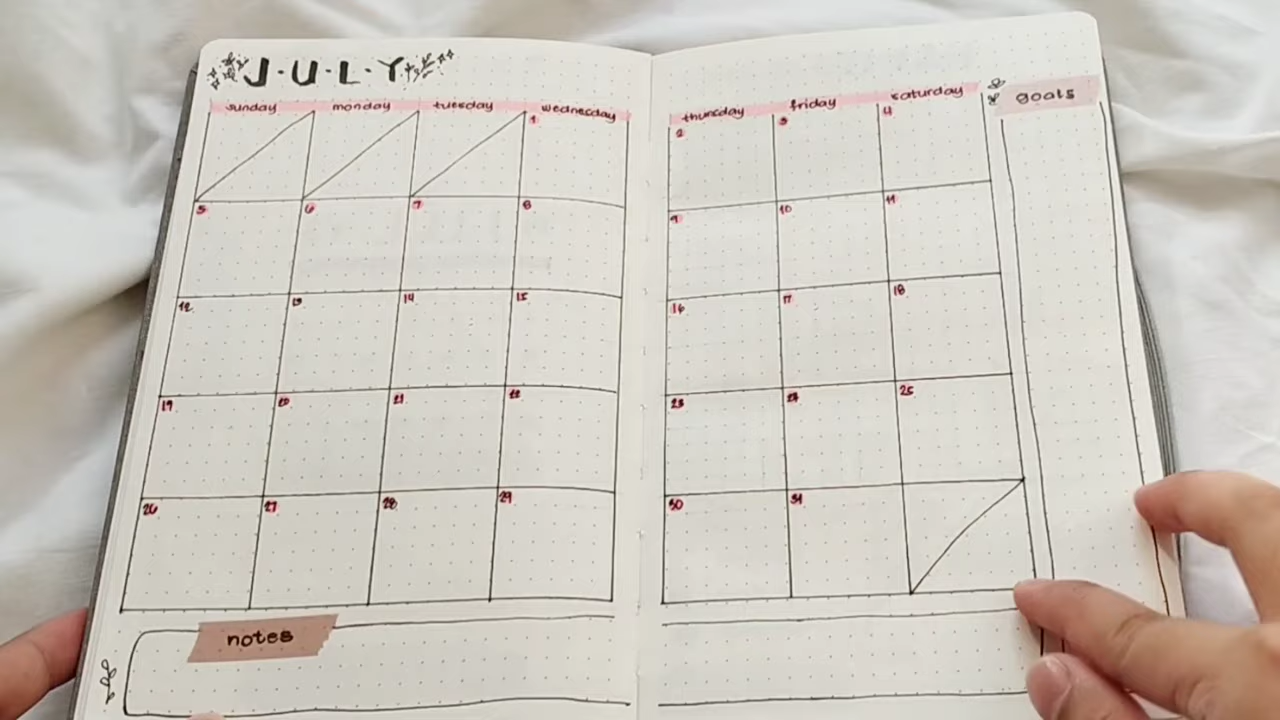 J·U·L·Y
sunday monday tuesday wednesday thursday friday saturday goals
1 2 3 4
5 6 7 8 9 10 11
12 13 14 15 16 17 18
19 20 21 22 23 24 25
26 27 28 29 30 31
notes